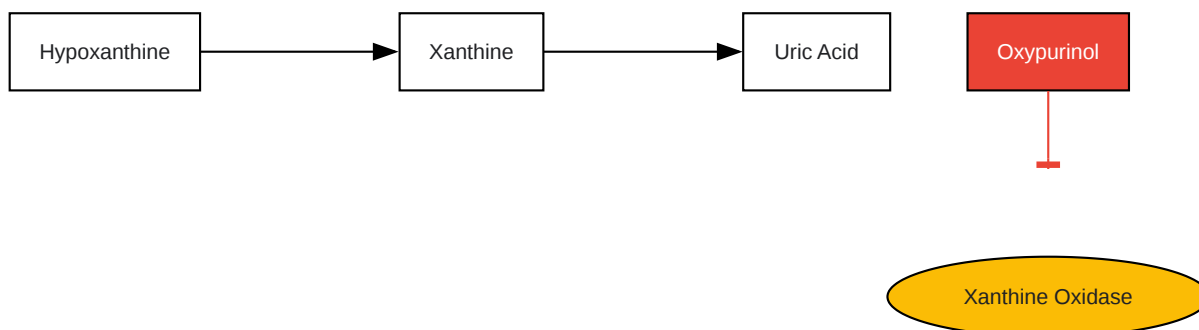 Hypoxanthine
Xanthine
Uric Acid
Oxypurinol
Xanthine Oxidase